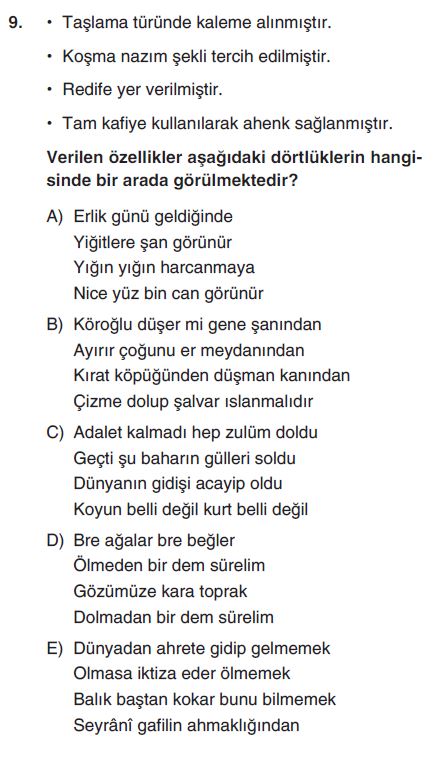 9. • Taşlama türünde kaleme alınmıştır.
• Koşma nazım şekli tercih edilmiştir.
• Redife yer verilmiştir.
• Tam kafiye kullanılarak ahenk sağlanmıştır.
Verilen özellikler aşağıdaki dörtlüklerin hangi-
sinde bir arada görülmektedir?
A) Erlik günü geldiğinde
Yiğitlere şan görünür
Yığın yığın harcanmaya
Nice yüz bin can görünür
B) Köroğlu düşer mi gene şanından
Ayırır çoğunu er meydanından
Kırat köpüğünden düşman kanından
Çizme dolup şalvar ıslanmalıdır
C) Adalet kalmadı hep zulüm doldu
Geçti şu baharın gülleri soldu
Dünyanın gidişi acayip oldu
Koyun belli değil kurt belli değil
D) Bre ağalar bre beğler
Ölmeden bir dem sürelim
Gözümüze kara toprak
Dolmadan bir dem sürelim
E) Dünyadan ahrete gidip gelmemek
Olmasa iktiza eder ölmemek
Balık baştan kokar bunu bilmemek
Seyrânî gafilin ahmaklığından